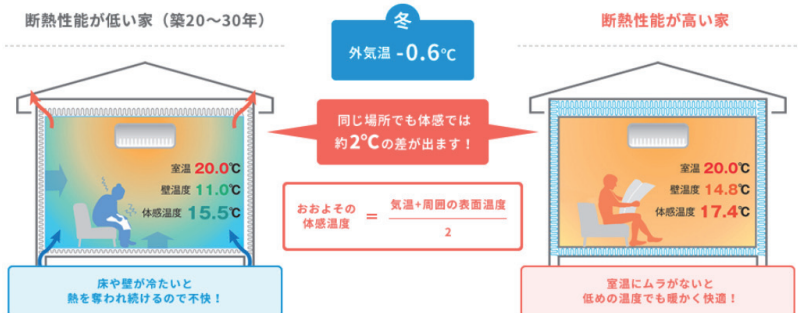 断熱性能が低い家（築20〜30年）
冬
外気温 -0.6℃
断熱性能が高い家
同じ場所でも体感では
約2℃の差が出ます！
室温 20.0℃
壁温度 11.0℃
体感温度 15.5℃
おおよその
体感温度
=
気温+周囲の表面温度
2
室温 20.0℃
壁温度 14.8℃
体感温度 17.4℃
床や壁が冷たいと
熱を奪われ続けるので不快！
室温にムラがないと
低めの温度でも暖かく快適！